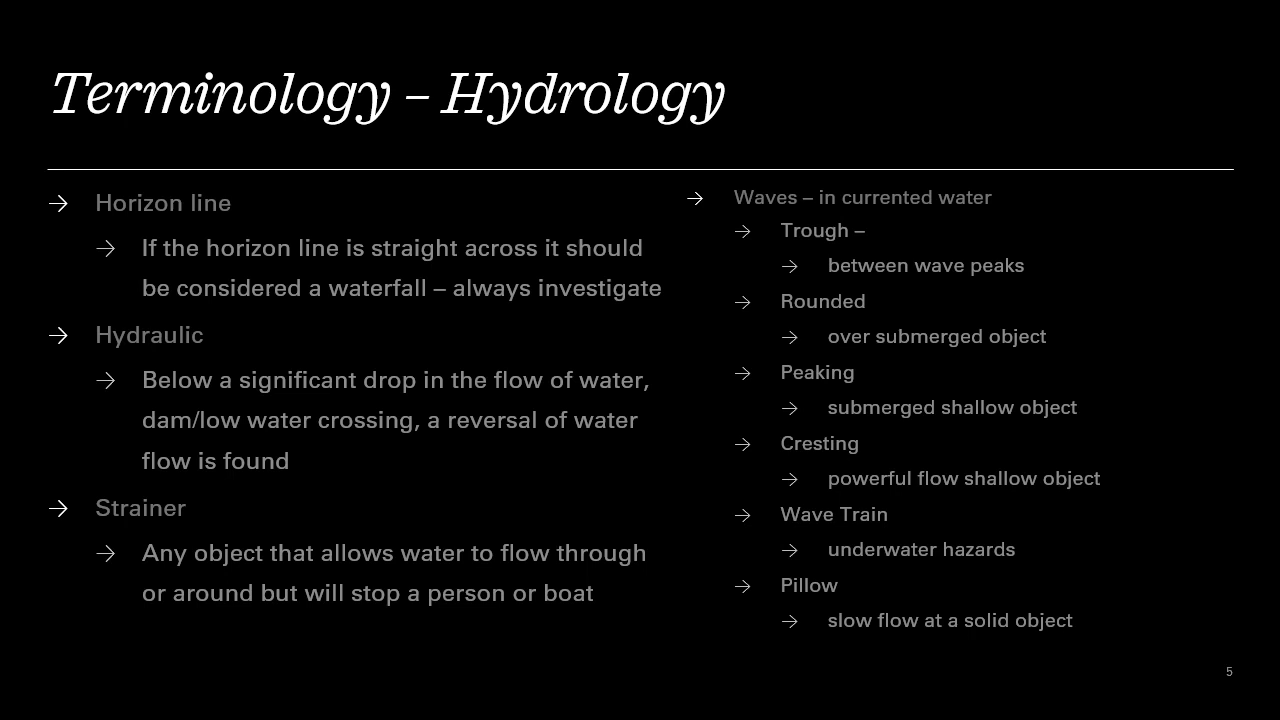 Terminology – Hydrology
→ Horizon line
→ If the horizon line is straight across it should
be considered a waterfall – always investigate
→ Hydraulic
→ Below a significant drop in the flow of water,
dam/low water crossing, a reversal of water
flow is found
→ Strainer
→ Any object that allows water to flow through
or around but will stop a person or boat
→ Waves – in currented water
→ Trough –
→ between wave peaks
→ Rounded
→ over submerged object
→ Peaking
→ submerged shallow object
→ Cresting
→ powerful flow shallow object
→ Wave Train
→ underwater hazards
→ Pillow
→ slow flow at a solid object
5